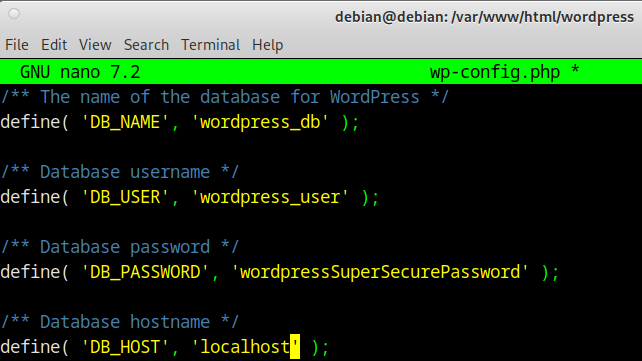 debian@debian: /var/www/html/wordpress
File Edit View Search Terminal Help
GNU nano 7.2 wp-config.php *
/** The name of the database for WordPress */
define( 'DB_NAME', 'wordpress_db' );
/** Database username */
define( 'DB_USER', 'wordpress_user' );
/** Database password */
define( 'DB_PASSWORD', 'wordpressSuperSecurePassword' );
/** Database hostname */
define( 'DB_HOST', 'localhost' );